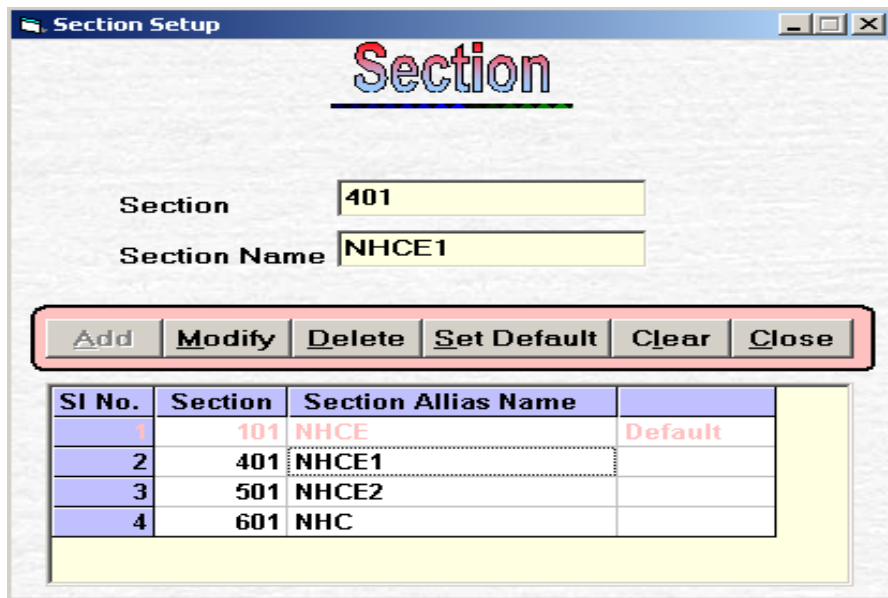 Section Setup
Section
Section 401
Section Name NHCE1
Add Modify Delete Set Default Clear Close
Sl No. Section Section Allias Name
1 101 NHCE Default
2 401 NHCE1
3 501 NHCE2
4 601 NHC